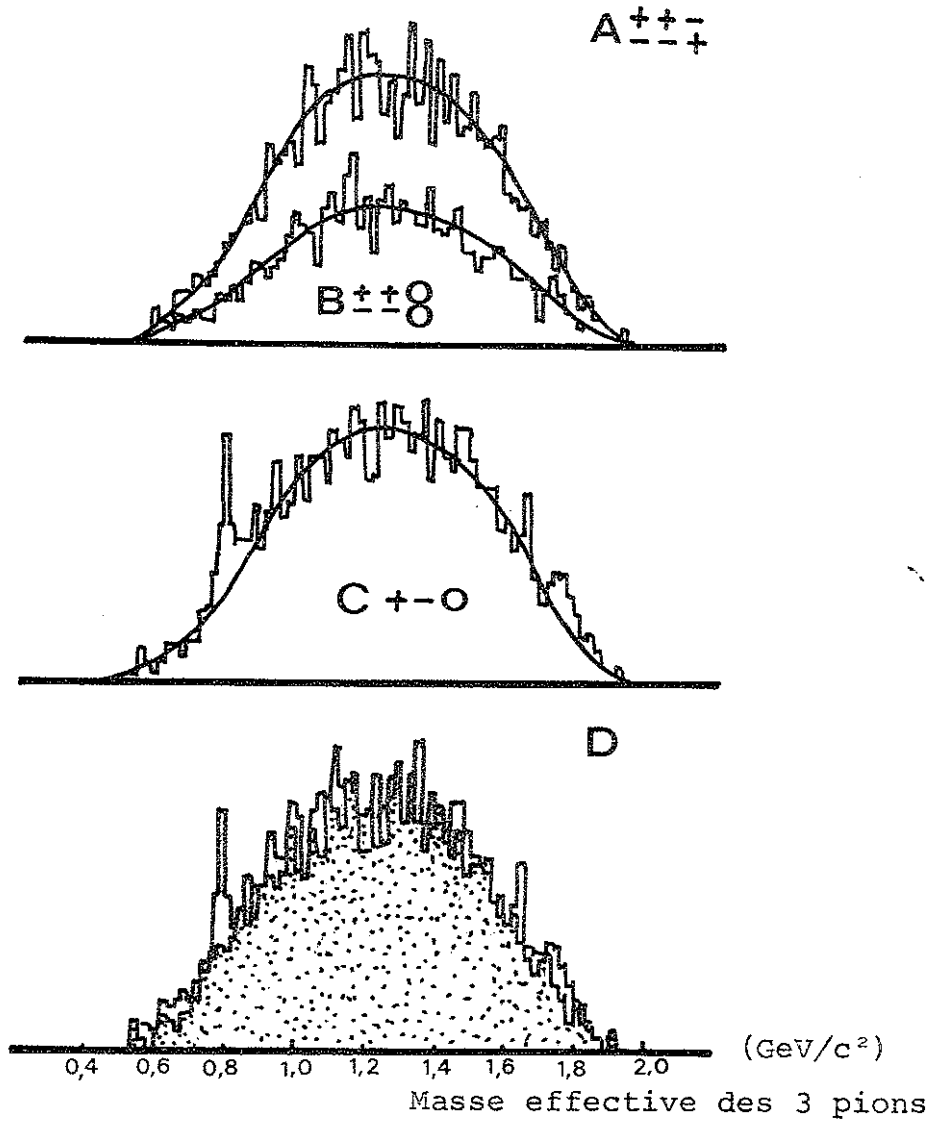 A ± ± ∓
B ± ± 0 0
C + - 0
D
0,4 0,6 0,8 1,0 1,2 1,4 1,6 1,8 2,0 (GeV/c²)
Masse effective des 3 pions